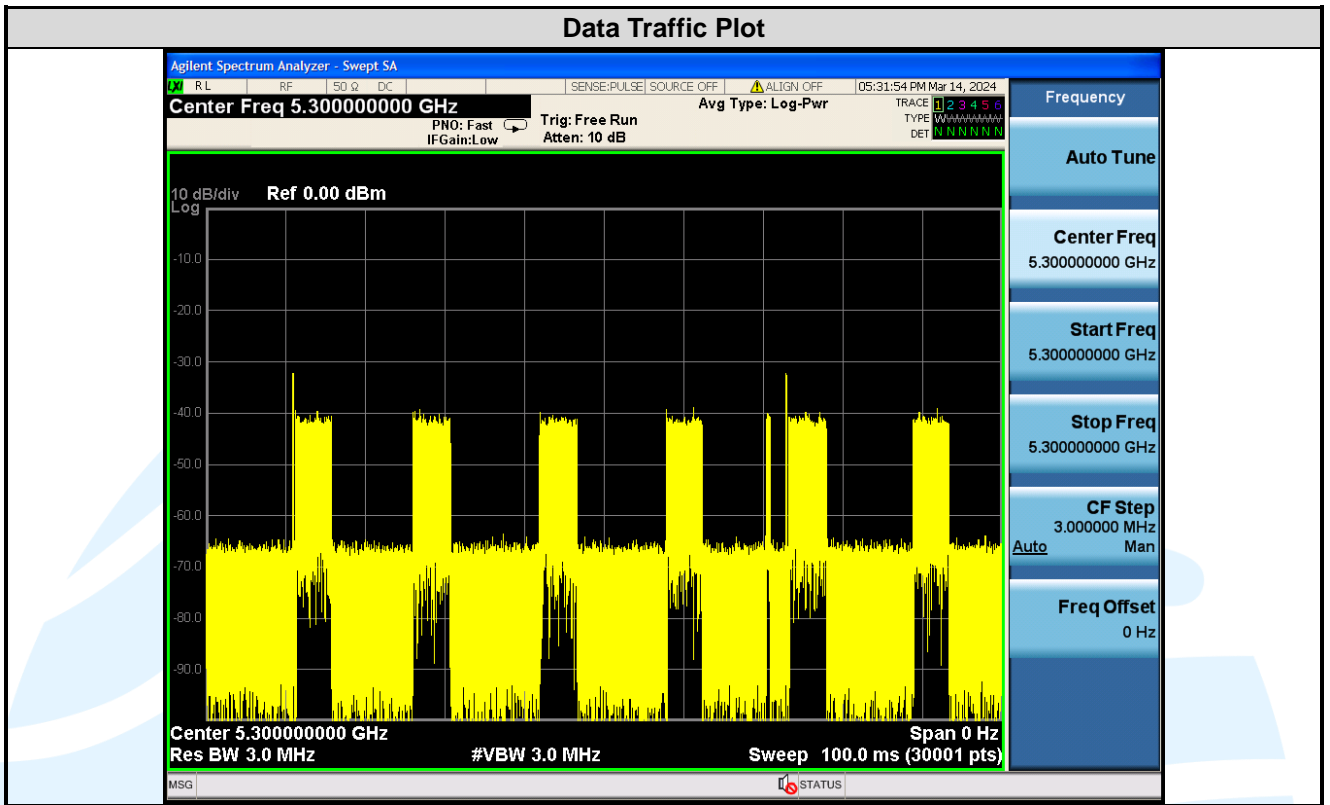 Data Traffic Plot
Agilent Spectrum Analyzer - Swept SA
LXI RL RF 50 Ω DC SENSE:PULSE SOURCE OFF ALIGN OFF 05:31:54 PM Mar 14, 2024
Center Freq 5.300000000 GHz
Avg Type: Log-Pwr
TRACE 1 2 3 4 5 6
PNO: Fast
Trig: Free Run
TYPE
IFGain:Low
Atten: 10 dB
DET N N N N N N
10 dB/div Ref 0.00 dBm
Log
-10.0
-20.0
-30.0
-40.0
-50.0
-60.0
-70.0
-80.0
-90.0
Center 5.300000000 GHz Span 0 Hz
Res BW 3.0 MHz #VBW 3.0 MHz Sweep 100.0 ms (30001 pts)
MSG STATUS
Frequency
Auto Tune
Center Freq
5.300000000 GHz
Start Freq
5.300000000 GHz
Stop Freq
5.300000000 GHz
CF Step
3.000000 MHz
Auto Man
Freq Offset
0 Hz